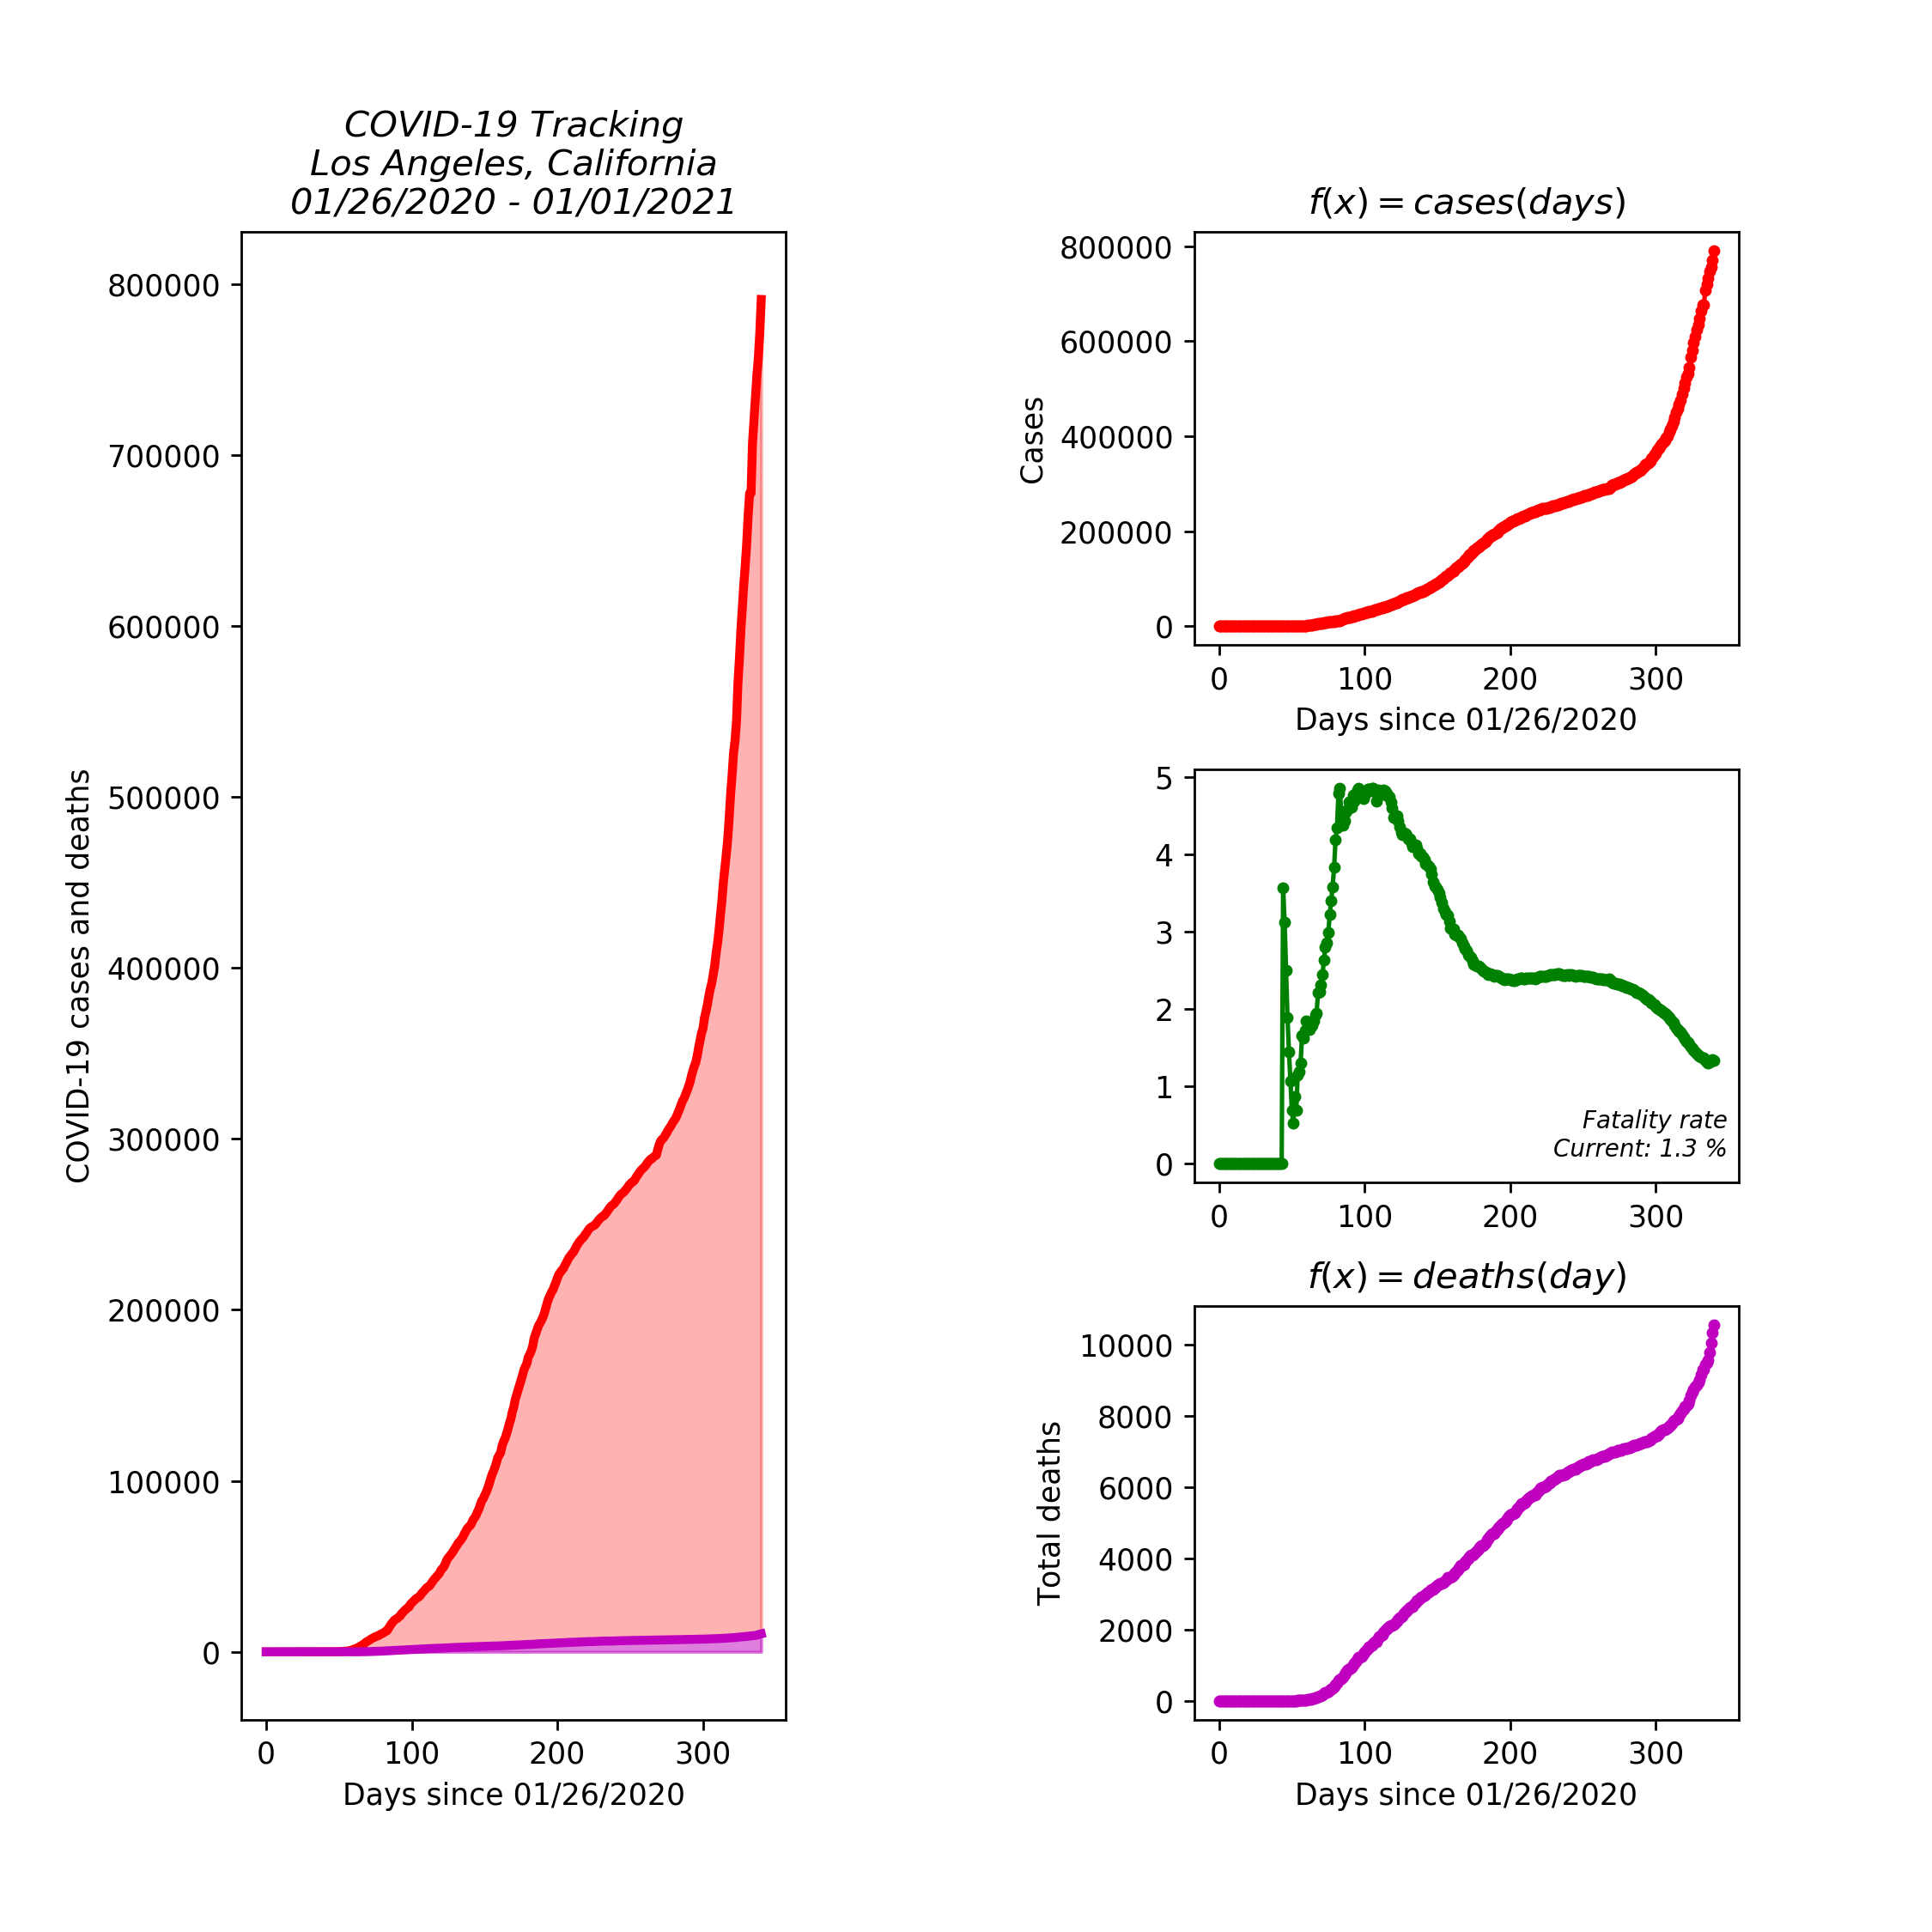 COVID-19 Tracking
Los Angeles, California
01/26/2020 - 01/01/2021
800000
700000
600000
500000
400000
300000
200000
100000
0
COVID-19 cases and deaths
0 100 200 300
Days since 01/26/2020
f(x) = cases(days)
800000
600000
400000
200000
0
Cases
0 100 200 300
Days since 01/26/2020
5
4
3
2
1
0
Fatality rate
Current: 1.3 %
0 100 200 300
f(x) = deaths(day)
10000
8000
6000
4000
2000
0
Total deaths
0 100 200 300
Days since 01/26/2020